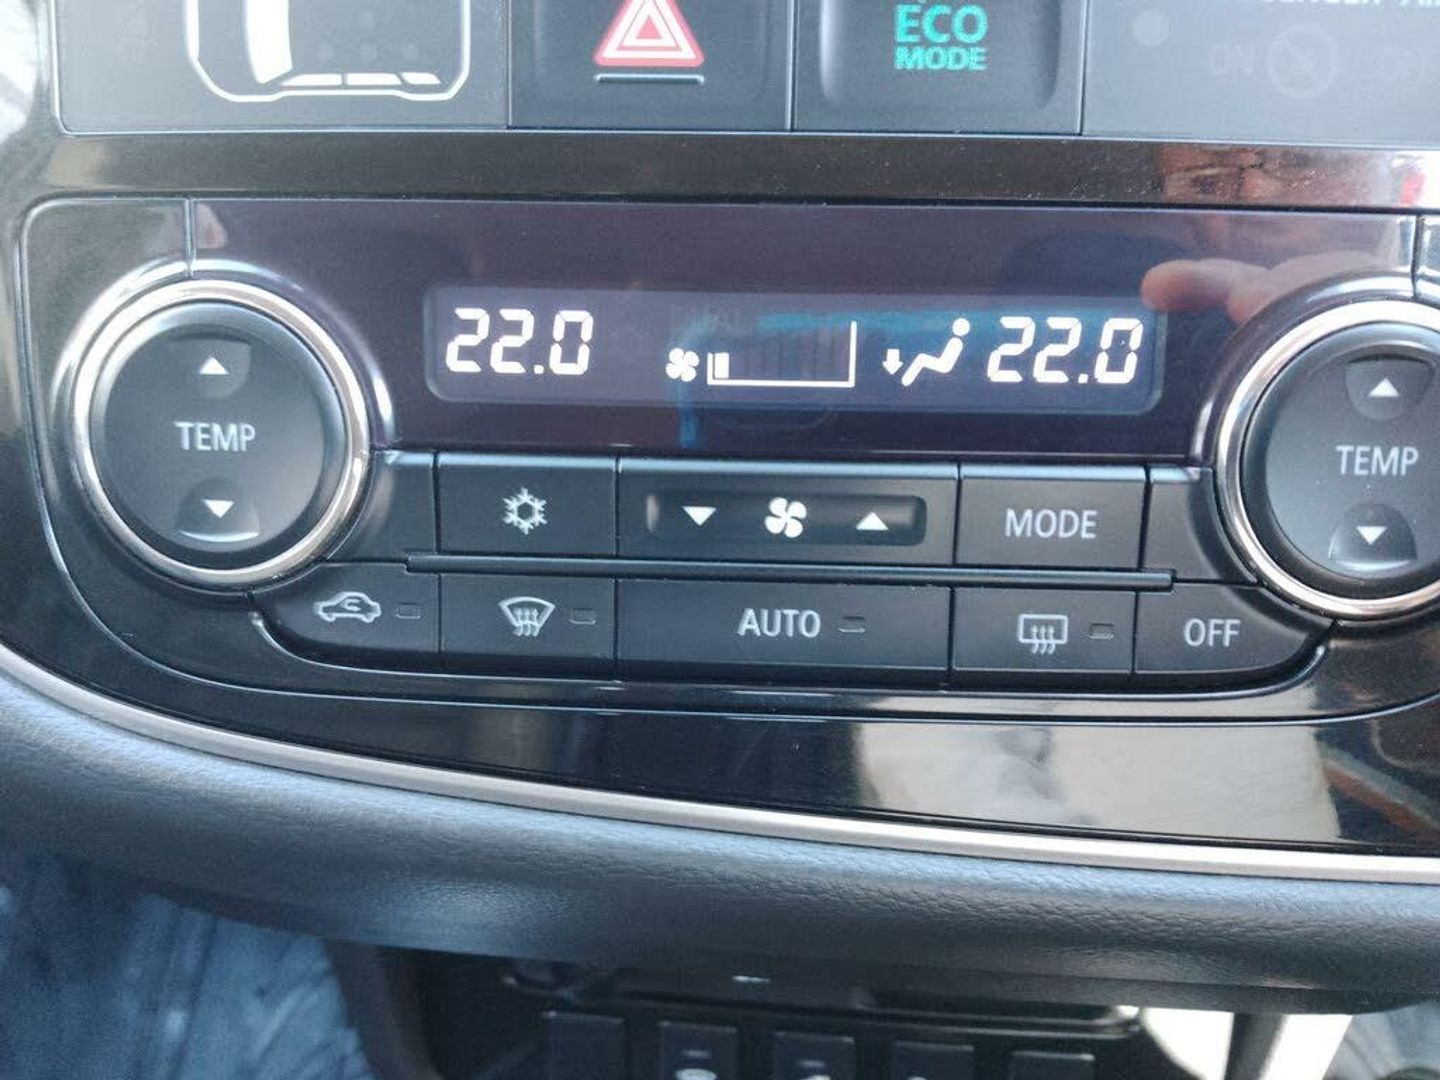 ECO
MODE
22.0 22.0
TEMP
TEMP
MODE
AUTO
OFF